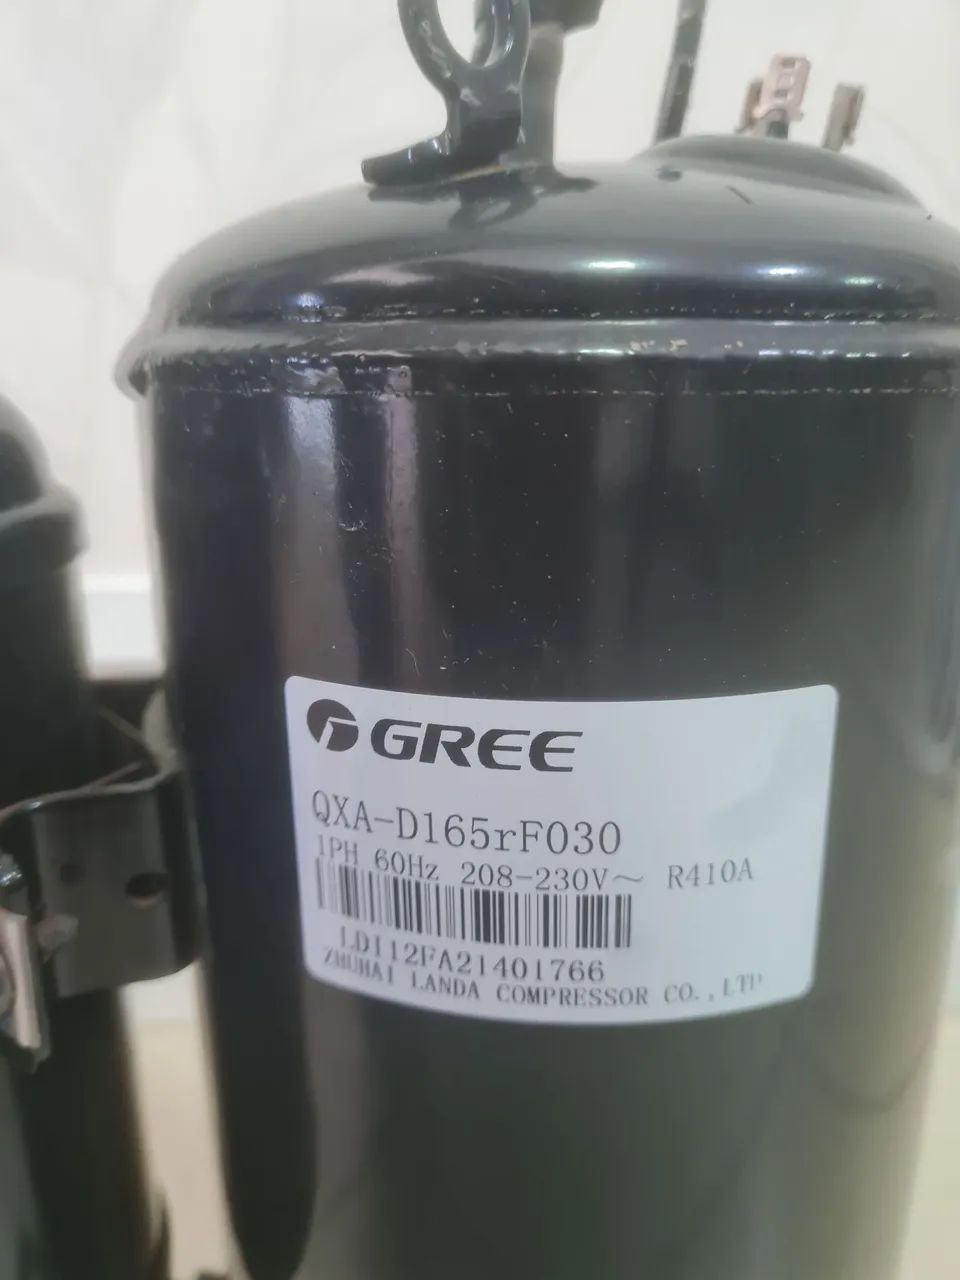 GREE
QXA-D165rF030
1PH 60Hz 208-230V~ R410A
LD112FA21401766
ZHUHAI LANDA COMPRESSOR CO.,LTD